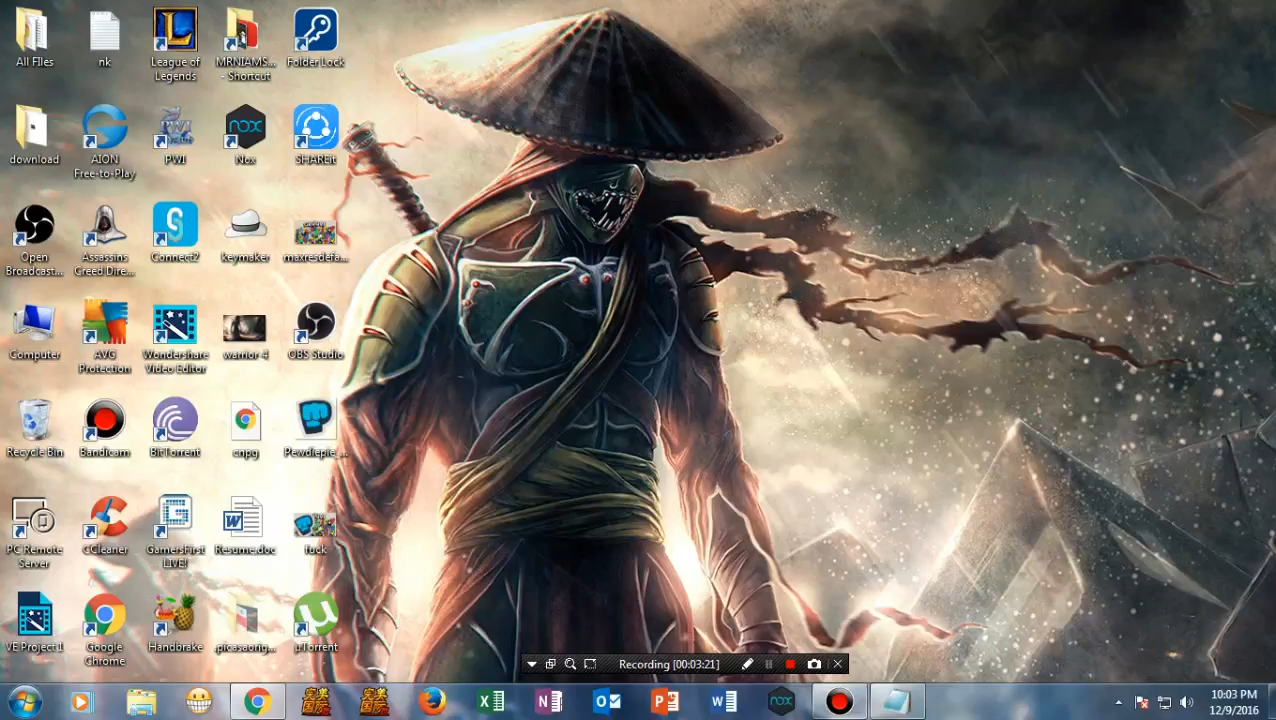 All FIles
nk
League of
Legends
MRNIAMS...
- Shortcut
Folder Lock
download
AION
Free-to-Play
PWI
Nox
SHAREit
Open
Broadcast...
Assassins
Creed.Dire...
Connect2
keymaker
maxresdefa...
Computer
AVG
Protection
Wondershare
Video Editor
warrior 4
OBS Studio
Recycle Bin
Bandicam
BitTorrent
cnpg
Pewdiepie_...
PC Remote
Server
CCleaner
GamersFirst
LIVE!
Resume.doc
fuck
VE Project 1
Google
Chrome
Handbrake
.picasaorig...
µTorrent
Recording [00:03:21]
10:03 PM
12/9/2016